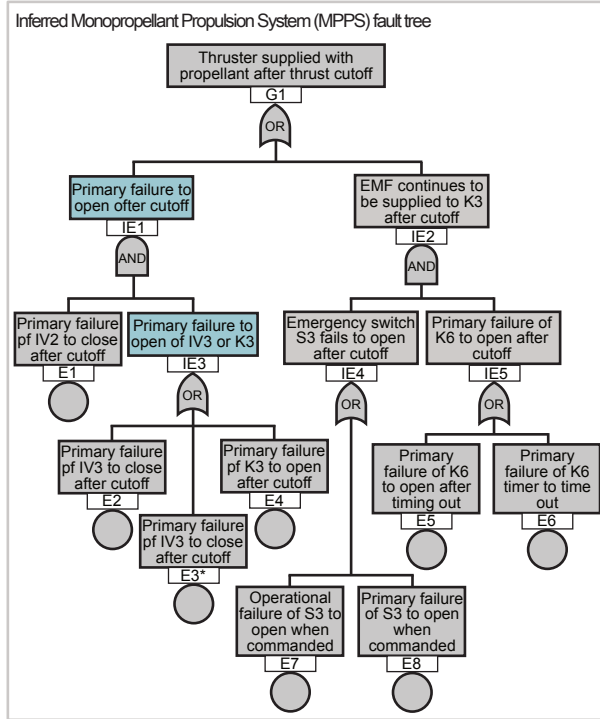 Inferred Monopropellant Propulsion System (MPPS) fault tree
Thruster supplied with
propellant after thrust cutoff
G1
OR
Primary failure to
open ofter cutoff
IE1
AND
EMF continues to
be supplied to K3
after cutoff
IE2
AND
Primary failure
pf IV2 to close
after cutoff
E1
Primary failure to
open of IV3 or K3
IE3
OR
Emergency switch
S3 fails to open
after cutoff
IE4
OR
Primary failure of
K6 to open after
cutoff
IE5
OR
Primary failure
pf IV3 to close
after cutoff
E2
Primary failure
pf IV3 to close
after cutoff
E3*
Primary failure
pf K3 to open
after cutoff
E4
Primary
failure of K6
to open after
timing out
E5
Primary
failure of K6
timer to time
out
E6
Operational
failure of S3 to
open when
commanded
E7
Primary failure
of S3 to open
when
commanded
E8